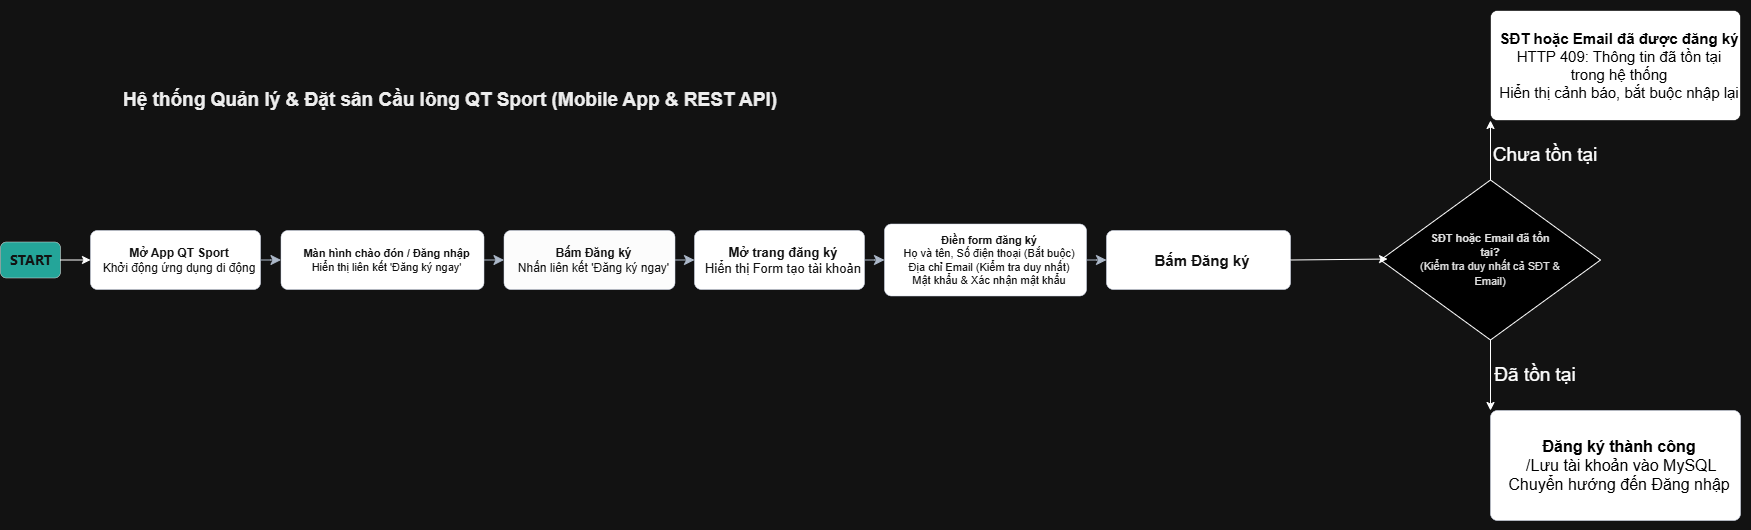 Hệ thống Quản lý & Đặt sân Cầu lông QT Sport (Mobile App & REST API)
START
Mở App QT Sport
Khởi động ứng dụng di động
Màn hình chào đón / Đăng nhập
Hiển thị liên kết 'Đăng ký ngay'
Bấm Đăng ký
Nhấn liên kết 'Đăng ký ngay'
Mở trang đăng ký
Hiển thị Form tạo tài khoản
Điền form đăng ký
Họ và tên, Số điện thoại (Bắt buộc)
Địa chỉ Email (Kiểm tra duy nhất)
Mật khẩu & Xác nhận mật khẩu
Bấm Đăng ký
SĐT hoặc Email đã tồn
tại?
(Kiểm tra duy nhất cả SĐT &
Email)
Chưa tồn tại
SĐT hoặc Email đã được đăng ký
HTTP 409: Thông tin đã tồn tại
trong hệ thống
Hiển thị cảnh báo, bắt buộc nhập lại
Đã tồn tại
Đăng ký thành công
/Lưu tài khoản vào MySQL
Chuyển hướng đến Đăng nhập